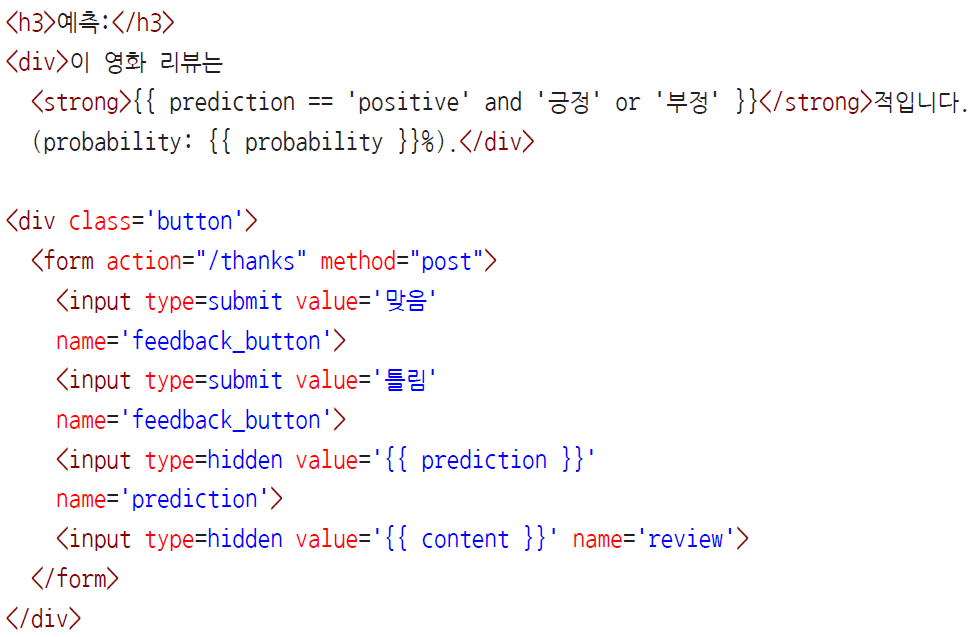 <h3>예측:</h3>
<div>이 영화 리뷰는
<strong>{{ prediction == 'positive' and '긍정' or '부정' }}</strong>적입니다.
(probability: {{ probability }}%).</div>
<div class='button'>
<form action="/thanks" method="post">
<input type=submit value='맞음'
name='feedback_button'>
<input type=submit value='틀림'
name='feedback_button'>
<input type=hidden value='{{ prediction }}'
name='prediction'>
<input type=hidden value='{{ content }}' name='review'>
</form>
</div>